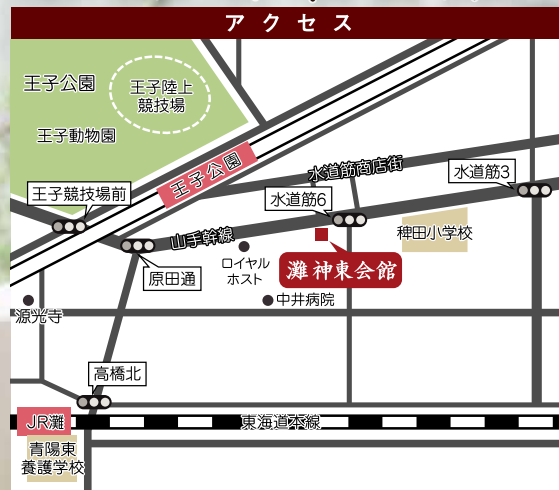 アクセス
王子公園
王子陸上
競技場
王子動物園
王子公園
水道筋商店街
水道筋3
王子競技場前
水道筋6
稗田小学校
山手幹線
ロイヤル
ホスト
灘神東会館
原田通
中井病院
源光寺
高橋北
JR灘
東海道本線
青陽東
養護学校